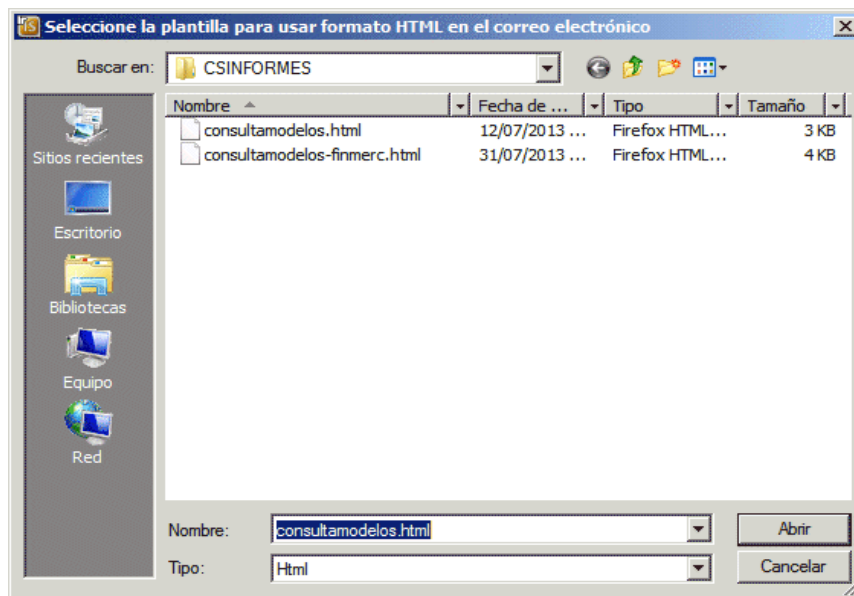 Seleccione la plantilla para usar formato HTML en el correo electrónico
Buscar en: CSINFORMES
Nombre Fecha de ... Tipo Tamaño
consultamodelos.html 12/07/2013 ... Firefox HTML... 3 KB
consultamodelos-finmerc.html 31/07/2013 ... Firefox HTML... 4 KB
Sitios recientes
Escritorio
Bibliotecas
Equipo
Red
Nombre: consultamodelos.html Abrir
Tipo: Html Cancelar